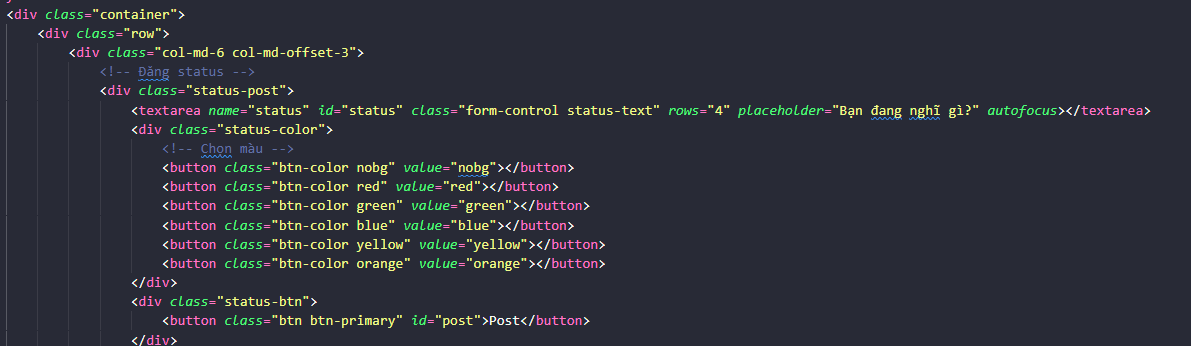 <div class="container">
<div class="row">
<div class="col-md-6 col-md-offset-3">
<!-- Đăng status -->
<div class="status-post">
<textarea name="status" id="status" class="form-control status-text" rows="4" placeholder="Bạn đang nghĩ gì?" autofocus></textarea>
<div class="status-color">
<!-- Chọn màu -->
<button class="btn-color nobg" value="nobg"></button>
<button class="btn-color red" value="red"></button>
<button class="btn-color green" value="green"></button>
<button class="btn-color blue" value="blue"></button>
<button class="btn-color yellow" value="yellow"></button>
<button class="btn-color orange" value="orange"></button>
</div>
<div class="status-btn">
<button class="btn btn-primary" id="post">Post</button>
</div>